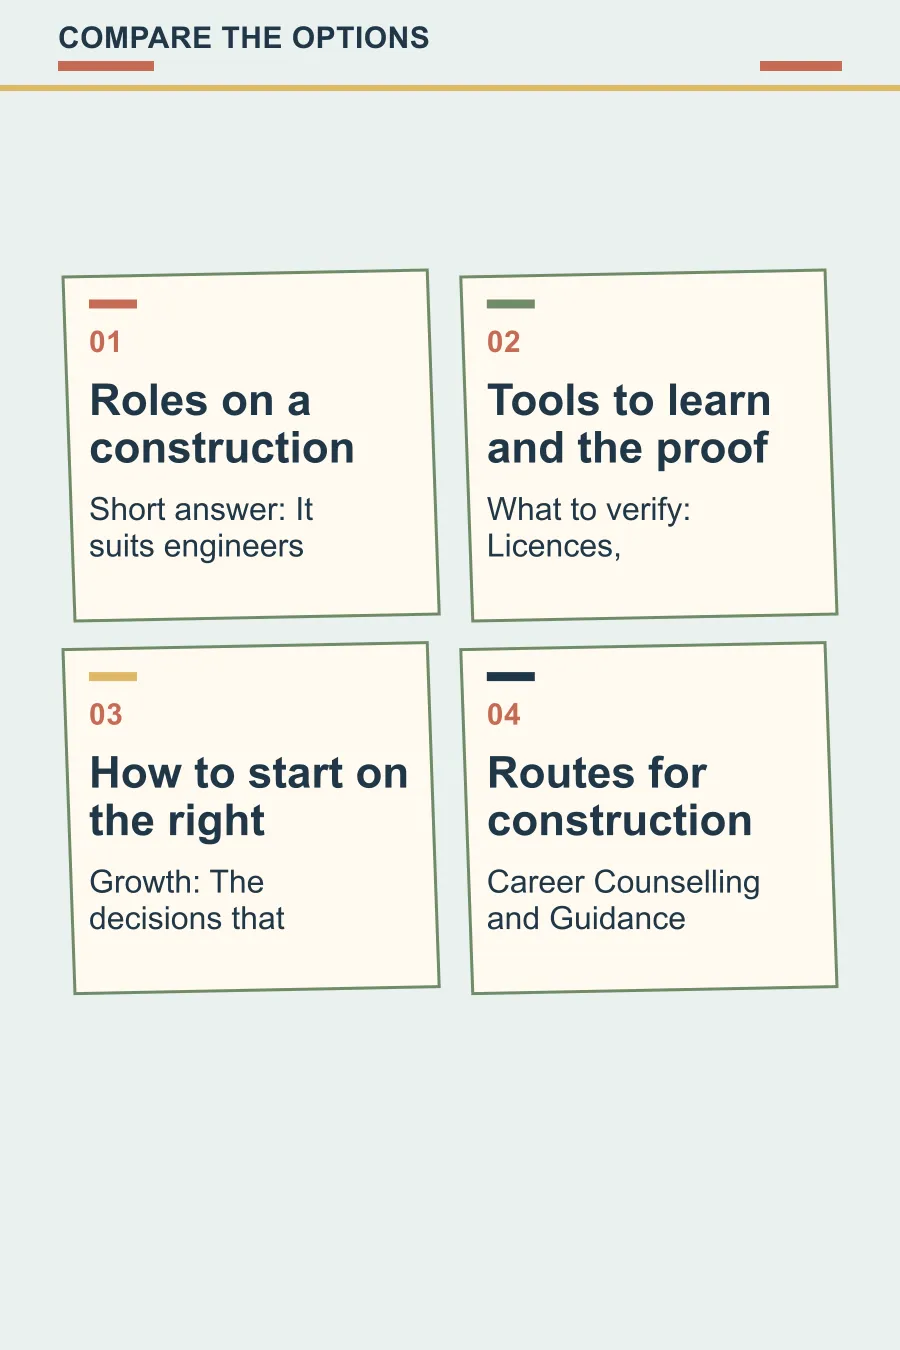 COMPARE THE OPTIONS
01
Roles on a
construction
Short answer: It
suits engineers
02
Tools to learn
and the proof
What to verify:
Licences,
03
How to start on
the right
Growth: The
decisions that
04
Routes for
construction
Career Counselling
and Guidance